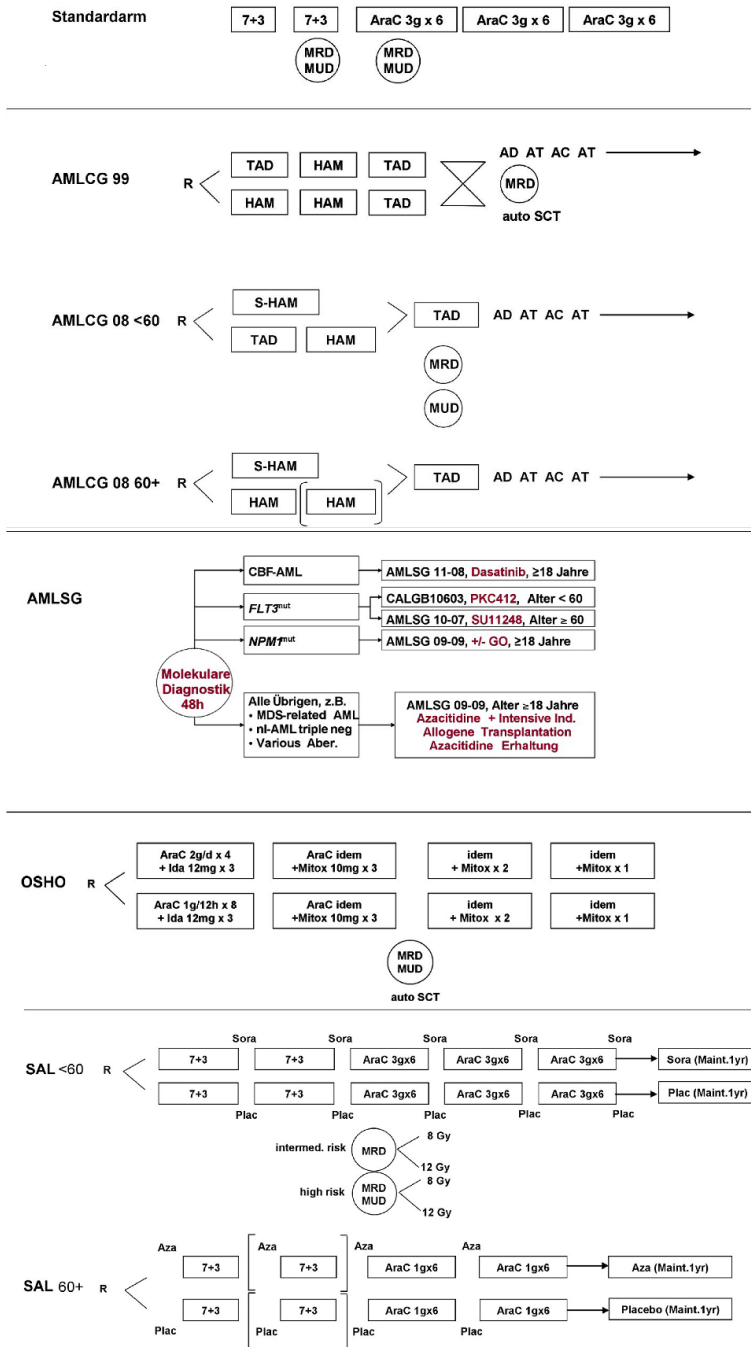 Standardarm
7+3 7+3 AraC 3g x 6 AraC 3g x 6 AraC 3g x 6
MRD MRD
MUD MUD
AD AT AC AT
TAD HAM TAD
AMLCG 99 R MRD
HAM HAM TAD
auto SCT
S-HAM
AMLCG 08 <60 R TAD AD AT AC AT
TAD HAM
MRD
MUD
S-HAM
AMLCG 08 60+ R TAD AD AT AC AT
HAM HAM
AMLSG
CBF-AML AMLSG 11-08, Dasatinib, ≥18 Jahre
CALGB10603, PKC412, Alter < 60
FLT3mut
AMLSG 10-07, SU11248, Alter ≥ 60
NPM1mut AMLSG 09-09, +/- GO, ≥18 Jahre
Molekulare
Diagnostik
48h
Alle Übrigen, z.B.
• MDS-related AML
• nl-AML triple neg
• Various Aber.
AMLSG 09-09, Alter ≥18 Jahre
Azacitidine + Intensive Ind.
Allogene Transplantation
Azacitidine Erhaltung
AraC 2g/d x 4 AraC idem idem idem
+ Ida 12mg x 3 +Mitox 10mg x 3 + Mitox x 2 +Mitox x 1
OSHO R
AraC 1g/12h x 8 AraC idem idem idem
+ Ida 12mg x 3 +Mitox 10mg x 3 + Mitox x 2 +Mitox x 1
MRD
MUD
auto SCT
Sora Sora Sora Sora Sora
7+3 7+3 AraC 3gx6 AraC 3gx6 AraC 3gx6 Sora (Maint.1yr)
SAL <60 R
7+3 7+3 AraC 3gx6 AraC 3gx6 AraC 3gx6 Plac (Maint.1yr)
Plac Plac Plac Plac Plac
8 Gy
intermed. risk MRD
12 Gy
8 Gy
high risk MRD
MUD
12 Gy
Aza Aza Aza Aza
7+3 7+3 AraC 1gx6 AraC 1gx6 Aza (Maint.1yr)
SAL 60+ R
7+3 7+3 AraC 1gx6 AraC 1gx6 Placebo (Maint.1yr)
Plac Plac Plac Plac